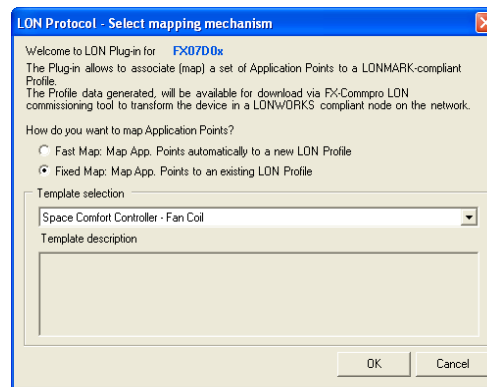 LON Protocol - Select mapping mechanism
Welcome to LON Plug-in for FX07D0x
The Plug-in allows to associate (map) a set of Application Points to a LONMARK-compliant
Profile.
The Profile data generated, will be available for download via FX-Commpro LON
commissioning tool to transform the device in a LONWORKS compliant node on the network.
How do you want to map Application Points?
Fast Map: Map App. Points automatically to a new LON Profile
Fixed Map: Map App. Points to an existing LON Profile
Template selection
Space Comfort Controller - Fan Coil
Template description
OK Cancel